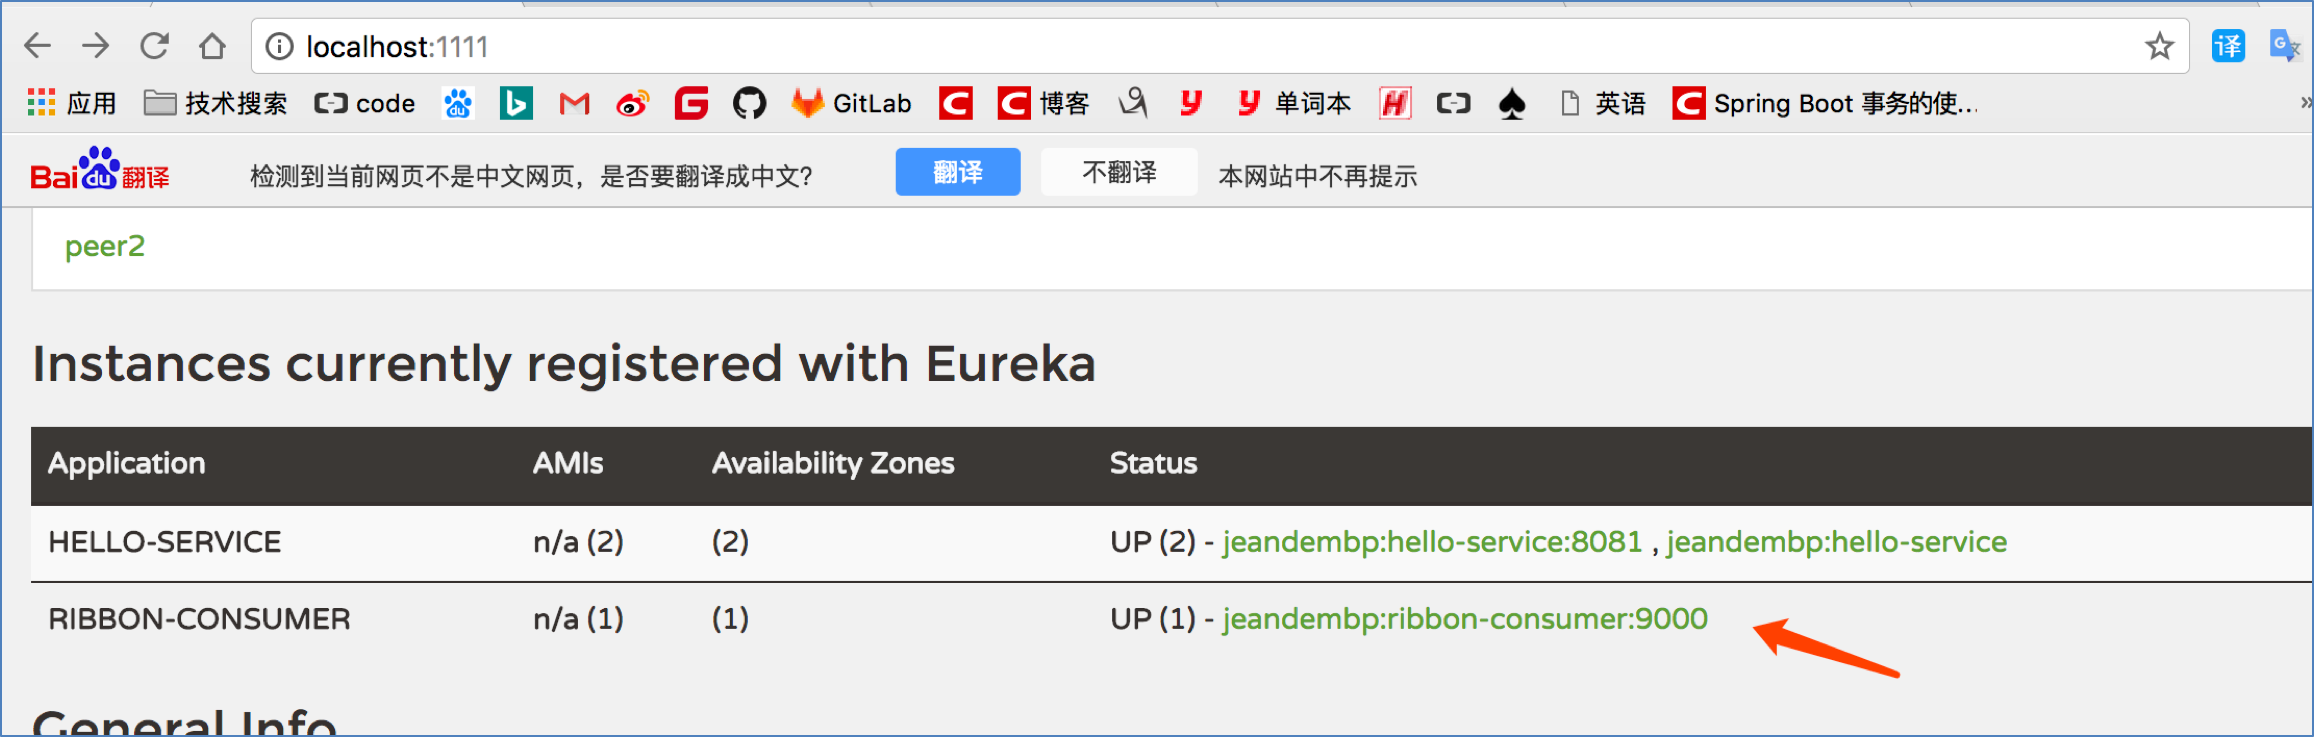 localhost:1111
译
应用 技术搜索 code GitLab 博客 单词本 英语 Spring Boot 事务的使...
Bai du 翻译 检测到当前网页不是中文网页，是否要翻译成中文? 翻译 不翻译 本网站中不再提示
peer2
Instances currently registered with Eureka
Application AMIs Availability Zones Status
HELLO-SERVICE n/a (2) (2) UP (2) - jeandembp:hello-service:8081 , jeandembp:hello-service
RIBBON-CONSUMER n/a (1) (1) UP (1) - jeandembp:ribbon-consumer:9000
General Info